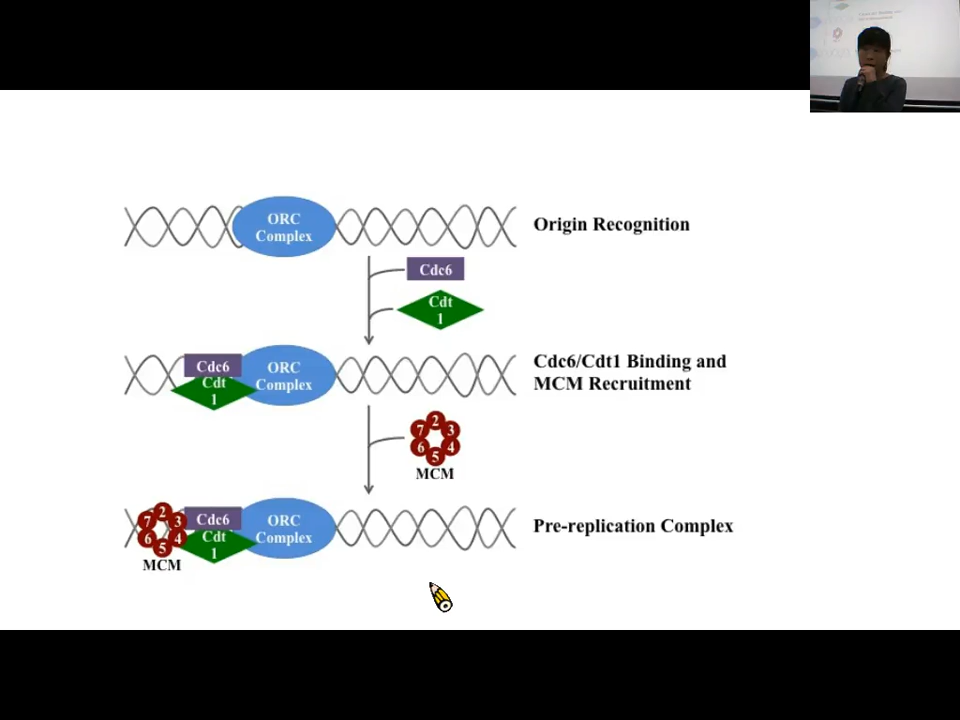 ORC
Complex
Origin Recognition
Cdc6
Cdt
1
Cdc6
Cdt
1
ORC
Complex
Cdc6/Cdt1 Binding and
MCM Recruitment
2
7
3
6
4
5
MCM
2
7
3
6
4
5
MCM
Cdc6
Cdt
1
ORC
Complex
Pre-replication Complex